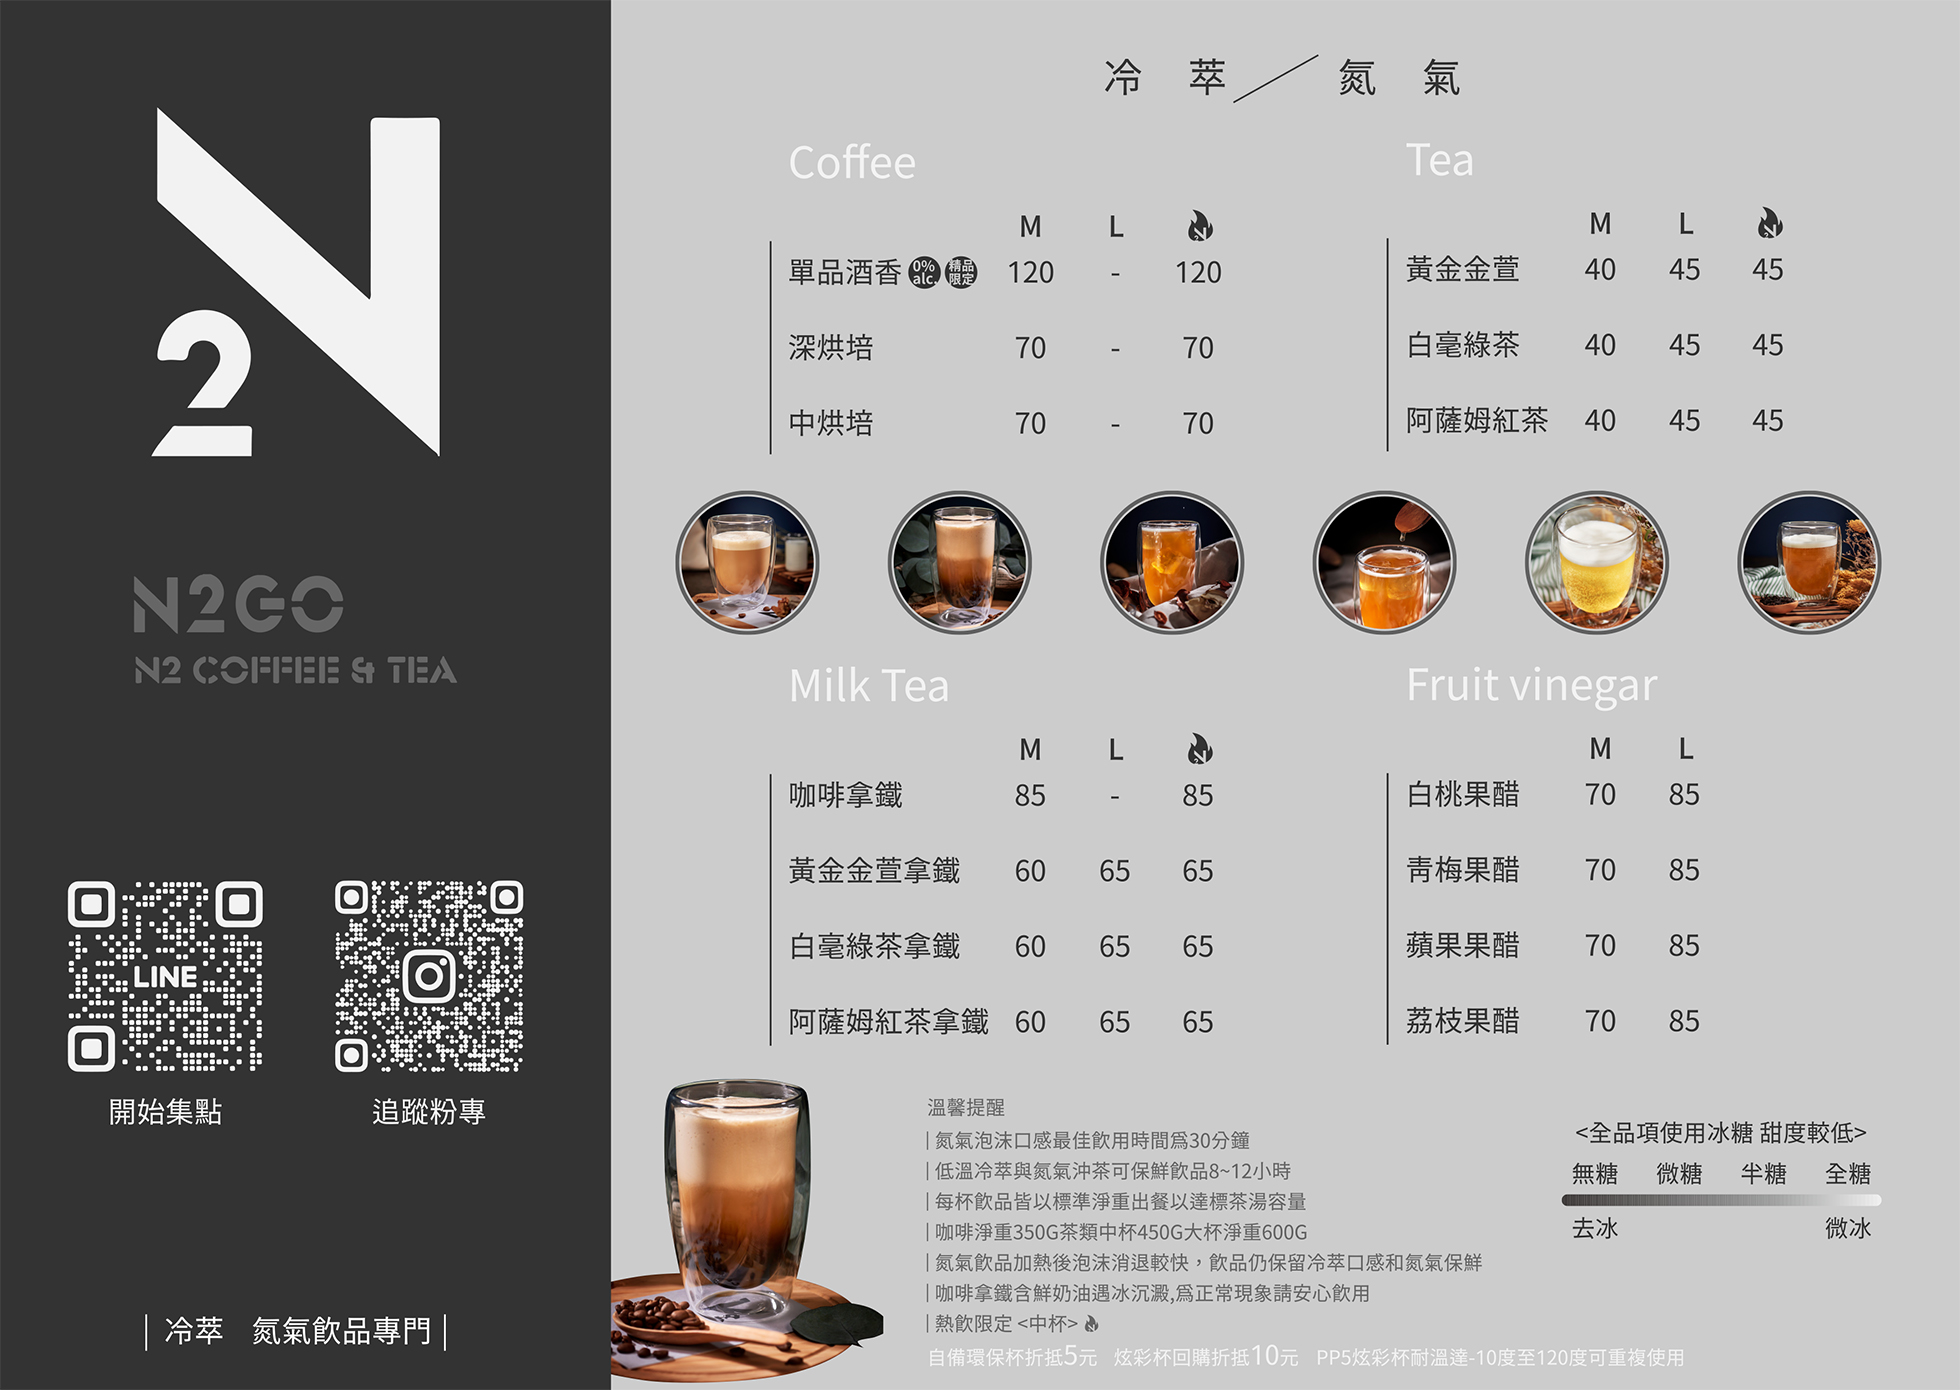 N2
N2GO
N2 COFFEE & TEA
LINE
開始集點
追蹤粉專
| 冷萃 氮氣飲品專門 |
冷萃／氮氣
Coffee
M L
單品酒香 0% alc. 精品限定 120 - 120
深烘培 70 - 70
中烘培 70 - 70
Tea
M L
黃金金萱 40 45 45
白毫綠茶 40 45 45
阿薩姆紅茶 40 45 45
Milk Tea
M L
咖啡拿鐵 85 - 85
黃金金萱拿鐵 60 65 65
白毫綠茶拿鐵 60 65 65
阿薩姆紅茶拿鐵 60 65 65
Fruit vinegar
M L
白桃果醋 70 85
青梅果醋 70 85
蘋果果醋 70 85
荔枝果醋 70 85
溫馨提醒
| 氮氣泡沫口感最佳飲用時間爲30分鐘
| 低溫冷萃與氮氣沖茶可保鮮飲品8~12小時
| 每杯飲品皆以標準淨重出餐以達標茶湯容量
| 咖啡淨重350G茶類中杯450G大杯淨重600G
| 氮氣飲品加熱後泡沫消退較快，飲品仍保留冷萃口感和氮氣保鮮
| 咖啡拿鐵含鮮奶油遇冰沉澱,爲正常現象請安心飲用
| 熱飲限定 <中杯>
自備環保杯折抵5元 炫彩杯回購折抵10元 PP5炫彩杯耐溫達-10度至120度可重複使用
<全品項使用冰糖 甜度較低>
無糖 微糖 半糖 全糖
去冰 微冰